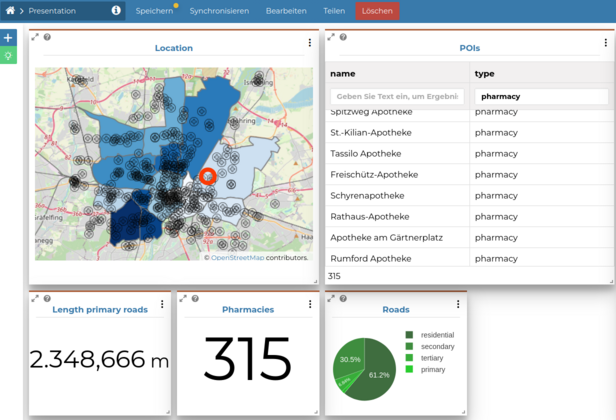 Presentation
Speichern
Synchronisieren
Bearbeiten
Teilen
Löschen
Location
© OpenStreetMap contributors.
POIs
name
type
Geben Sie Text ein, um Ergebni
pharmacy
Spitzweg Apotheke
pharmacy
St.-Kilian-Apotheke
pharmacy
Tassilo Apotheke
pharmacy
Freischütz-Apotheke
pharmacy
Schyrenapotheke
pharmacy
Rathaus-Apotheke
pharmacy
Apotheke am Gärtnerplatz
pharmacy
Rumford Apotheke
pharmacy
315
Length primary roads
2.348,666 m
Pharmacies
315
Roads
30.5%
61.2%
residential
secondary
tertiary
primary